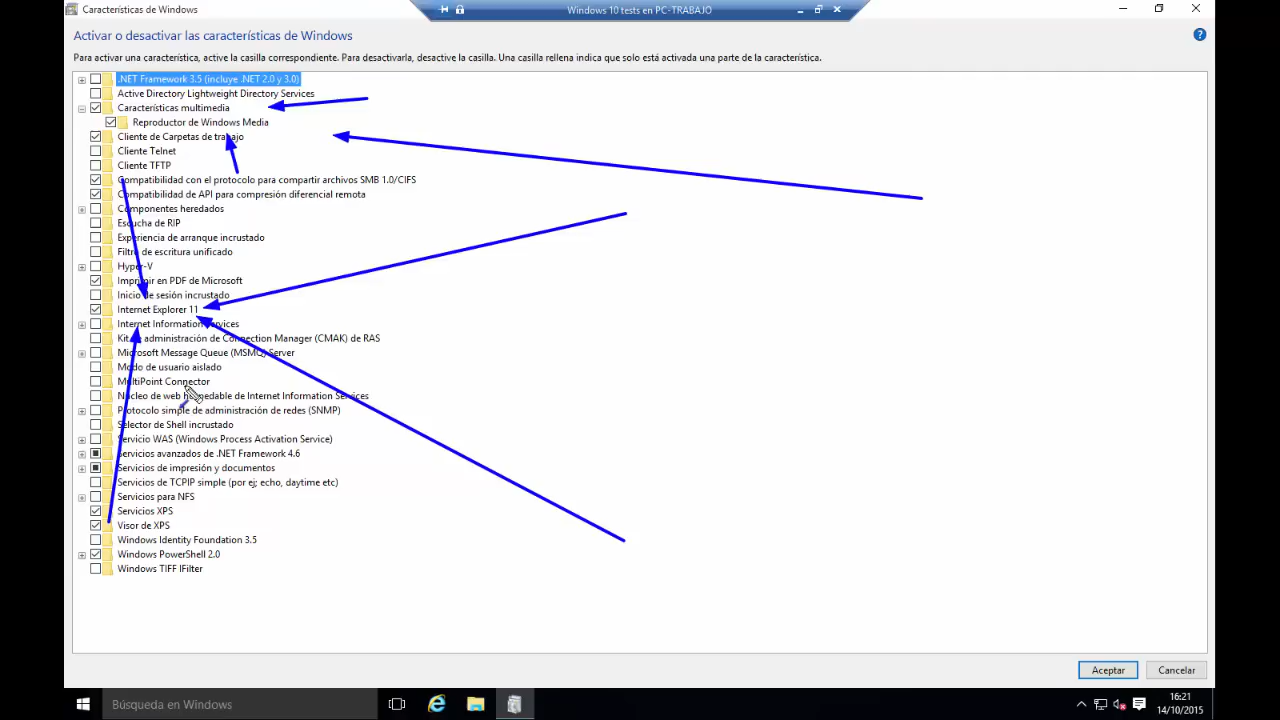 Características de Windows
Windows 10 tests en PC-TRABAJO
Activar o desactivar las características de Windows
Para activar una característica, active la casilla correspondiente. Para desactivarla, desactive la casilla. Una casilla rellena indica que solo está activada una parte de la característica.
.NET Framework 3.5 (incluye .NET 2.0 y 3.0)
Active Directory Lightweight Directory Services
Características multimedia
Reproductor de Windows Media
Cliente de Carpetas de trabajo
Cliente Telnet
Cliente TFTP
Compatibilidad con el protocolo para compartir archivos SMB 1.0/CIFS
Compatibilidad de API para compresión diferencial remota
Componentes heredados
Escucha de RIP
Experiencia de arranque incrustado
Filtro de escritura unificado
Hyper-V
Imprimir en PDF de Microsoft
Inicio de sesión incrustado
Internet Explorer 11
Internet Information Services
Kit de administración de Connection Manager (CMAK) de RAS
Microsoft Message Queue (MSMQ) Server
Modo de usuario aislado
MultiPoint Connector
Núcleo de web hospedable de Internet Information Services
Protocolo simple de administración de redes (SNMP)
Selector de Shell incrustado
Servicio WAS (Windows Process Activation Service)
Servicios avanzados de .NET Framework 4.6
Servicios de impresión y documentos
Servicios de TCPIP simple (por ej; echo, daytime etc)
Servicios para NFS
Servicios XPS
Visor de XPS
Windows Identity Foundation 3.5
Windows PowerShell 2.0
Windows TIFF IFilter
Aceptar
Cancelar
Búsqueda en Windows
16:21
14/10/2015